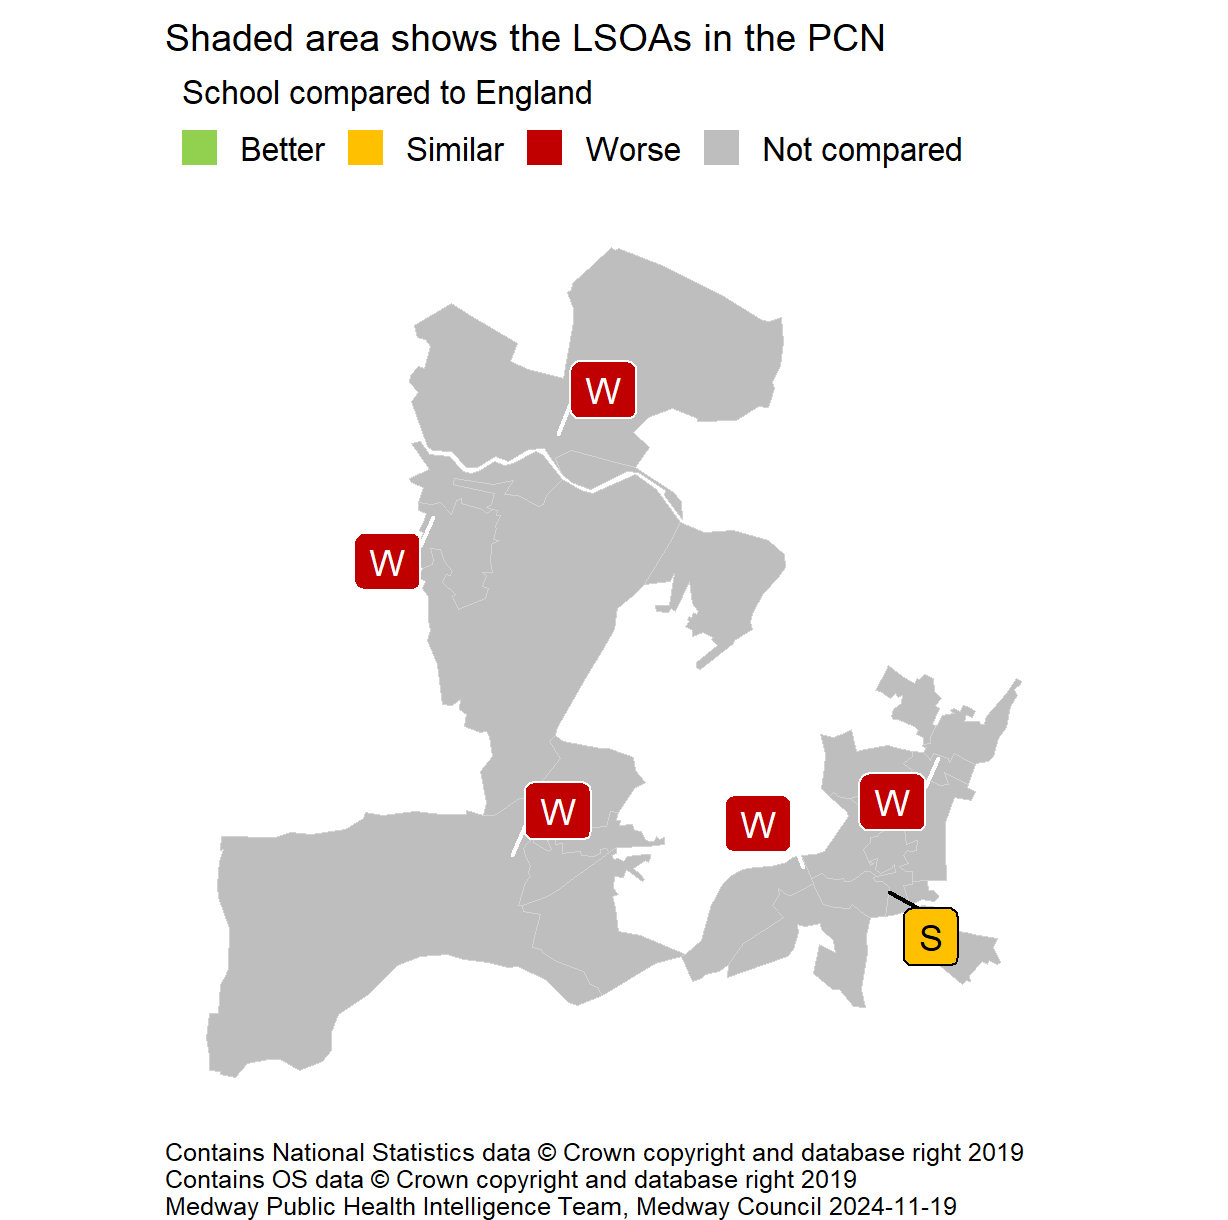 Shaded area shows the LSOAs in the PCN
School compared to England
Better Similar Worse Not compared
W
W
W
W
W
S
Contains National Statistics data © Crown copyright and database right 2019
Contains OS data © Crown copyright and database right 2019
Medway Public Health Intelligence Team, Medway Council 2024-11-19